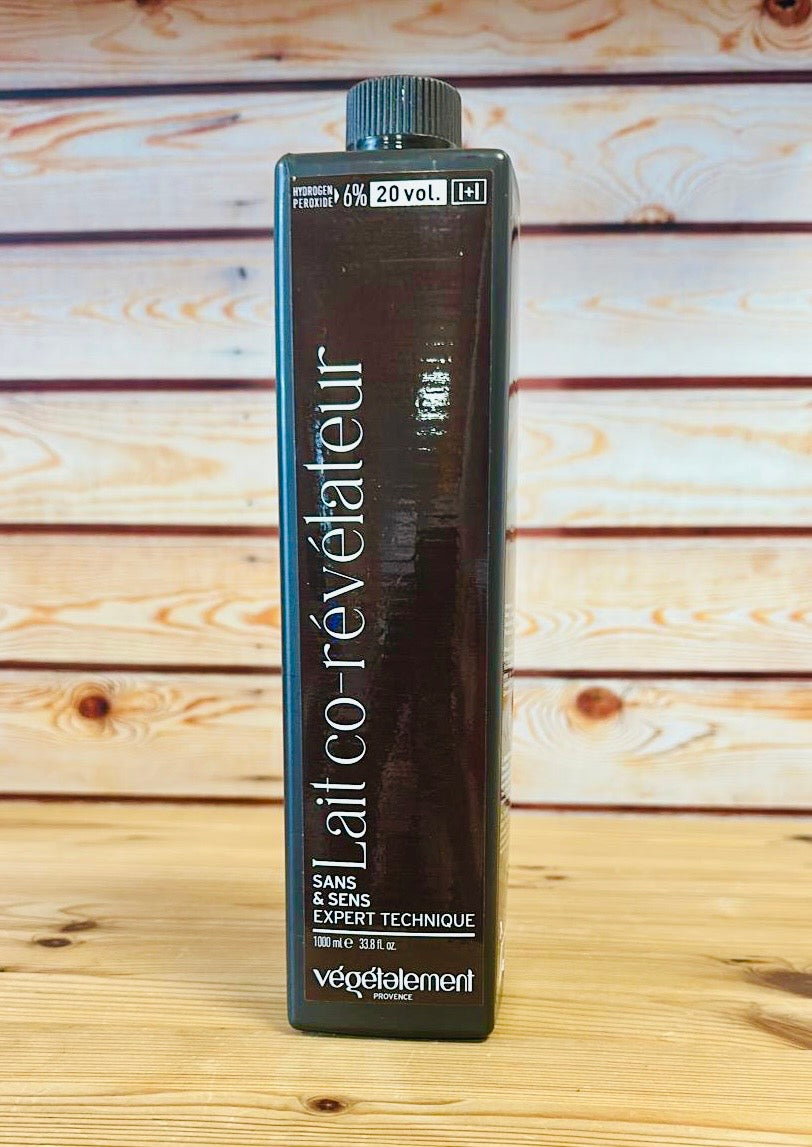 HYDROGEN
PEROXIDE 6% 20 vol. 1+1
Lait co-révélateur
SANS
& SENS
EXPERT TECHNIQUE
1000 ml e 33.8 fl. oz.
végétalement
PROVENCE